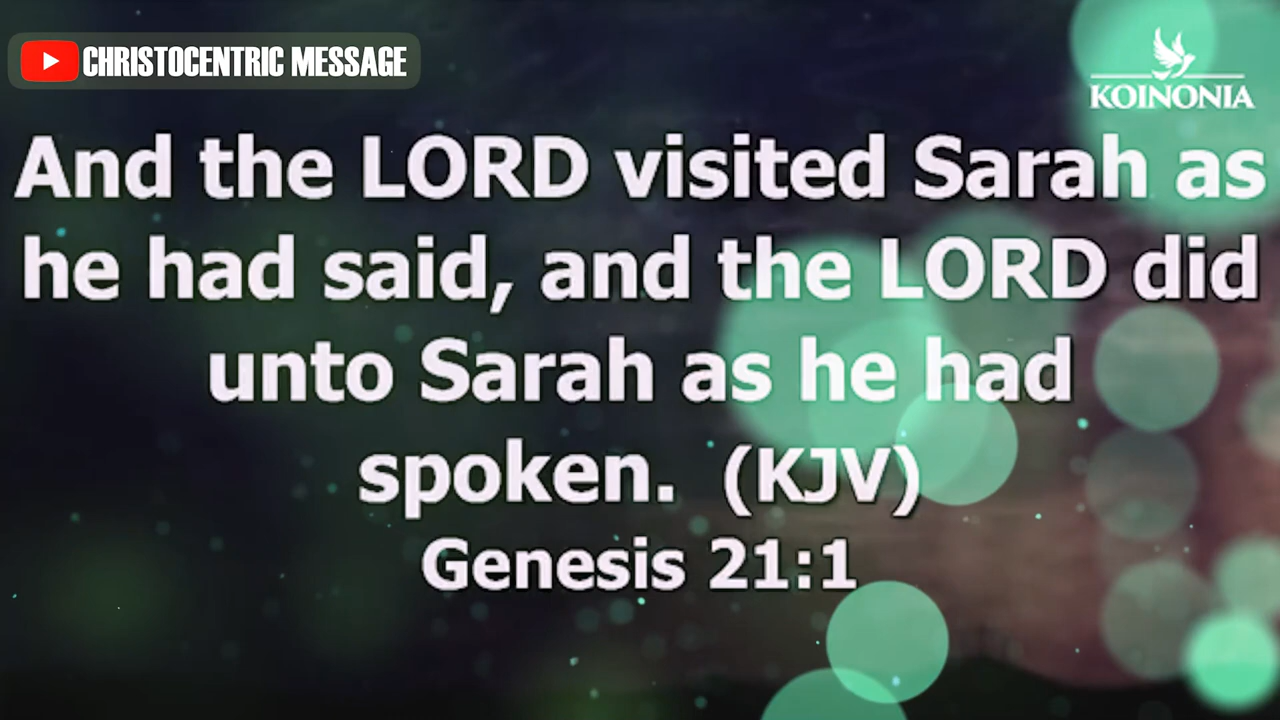 CHRISTOCENTRIC MESSAGE
KOINONIA
And the LORD visited Sarah as
he had said, and the LORD did
unto Sarah as he had
spoken. (KJV)
Genesis 21:1